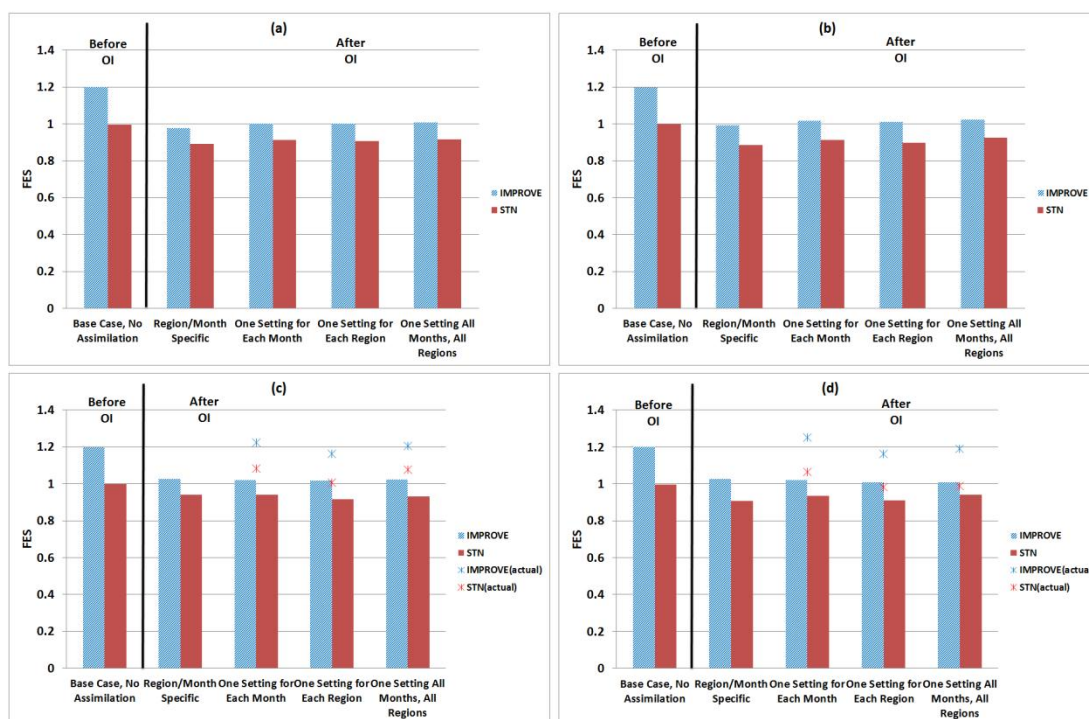 (a)
Before
OI
After
OI
1.4
1.2
1
0.8
0.6
0.4
0.2
0
FES
IMPROVE
STN
Base Case, No
Assimilation
Region/Month
Specific
One Setting for
Each Month
One Setting for
Each Region
One Setting All
Months, All
Regions
(b)
Before
OI
After
OI
1.4
1.2
1
0.8
0.6
0.4
0.2
0
FES
IMPROVE
STN
Base Case, No
Assimilation
Region/Month
Specific
One Setting for
Each Month
One Setting for
Each Region
One Setting All
Months, All
Regions
(c)
Before
OI
After
OI
1.4
1.2
1
0.8
0.6
0.4
0.2
0
FES
IMPROVE
STN
IMPROVE(actual)
STN(actual)
Base Case, No
Assimilation
Region/Month
Specific
One Setting for
Each Month
One Setting for
Each Region
One Setting All
Months, All
Regions
(d)
Before
OI
After
OI
1.4
1.2
1
0.8
0.6
0.4
0.2
0
FES
IMPROVE
STN
IMPROVE(actua
STN(actual)
Base Case, No
Assimilation
Region/Month
Specific
One Setting for
Each Month
One Setting for
Each Region
One Setting All
Months, All
Regions